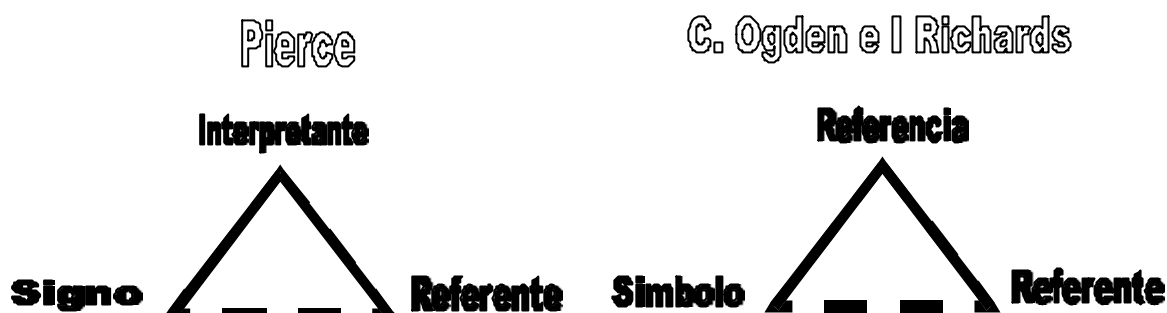 Pierce
Interpretante
Signo
Referente
C. Ogden e I Richards
Referencia
Simbolo
Referente